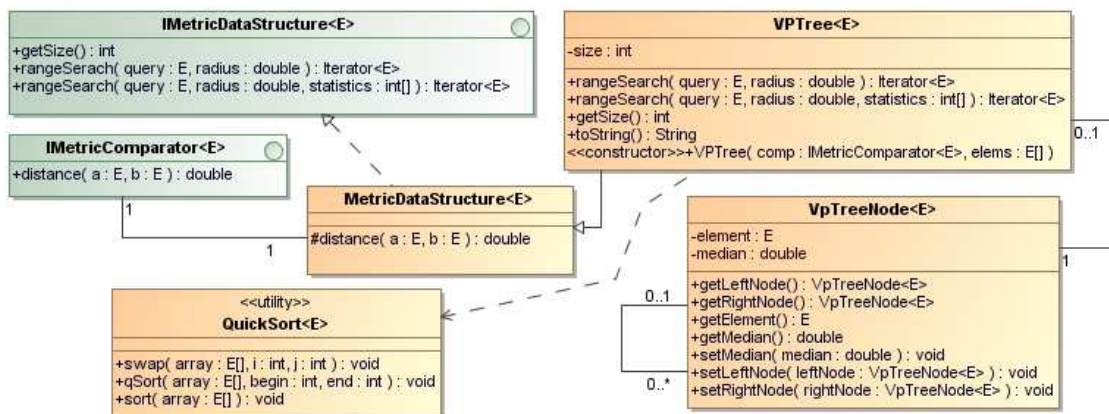 IMetricDataStructure<E>
+getSize() : int
+rangeSerach( query : E, radius : double ) : Iterator<E>
+rangeSearch( query : E, radius : double, statistics : int[] ) : Iterator<E>
IMetricComparator<E>
+distance( a : E, b : E ) : double
1
1
MetricDataStructure<E>
#distance( a : E, b : E ) : double
<<utility>>
QuickSort<E>
+swap( array : E[], i : int, j : int ) : void
+qSort( array : E[], begin : int, end : int ) : void
+sort( array : E[] ) : void
VPTree<E>
-size : int
+rangeSearch( query : E, radius : double ) : Iterator<E>
+rangeSearch( query : E, radius : double, statistics : int[] ) : Iterator<E>
+getSize() : int
+toString() : String
<<constructor>>+VPTree( comp : IMetricComparator<E>, elems : E[] )
0..1
VpTreeNode<E>
-element : E
-median : double
1
+getLeftNode() : VpTreeNode<E>
+getRightNode() : VpTreeNode<E>
+getElement() : E
+getMedian() : double
+setMedian( median : double ) : void
+setLeftNode( leftNode : VpTreeNode<E> ) : void
+setRightNode( rightNode : VpTreeNode<E> ) : void
0..1
0..*